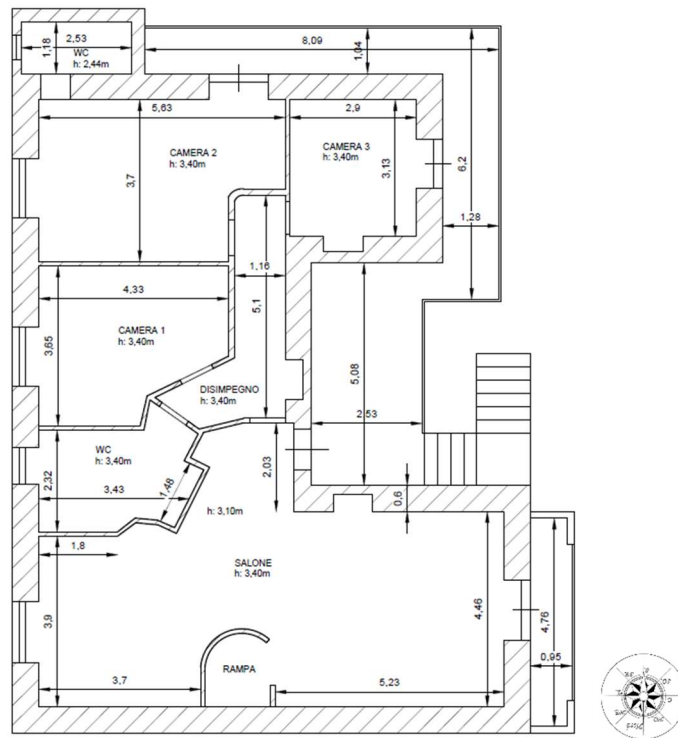 2,53
1,18
WC
h: 2,44m
8,09
1,04
5,63
2,9
CAMERA 2
h: 3,40m
CAMERA 3
h: 3,40m
3,7
3,13
6,2
1,28
1,16
4,33
5,1
CAMERA 1
h: 3,40m
3,65
5,08
DISIMPEGNO
h: 3,40m
2,53
WC
h: 3,40m
2,32
3,43
1,48
2,03
0,6
h: 3,10m
1,8
SALONE
h: 3,40m
3,9
4,46
4,76
0,95
RAMPA
3,7
5,23